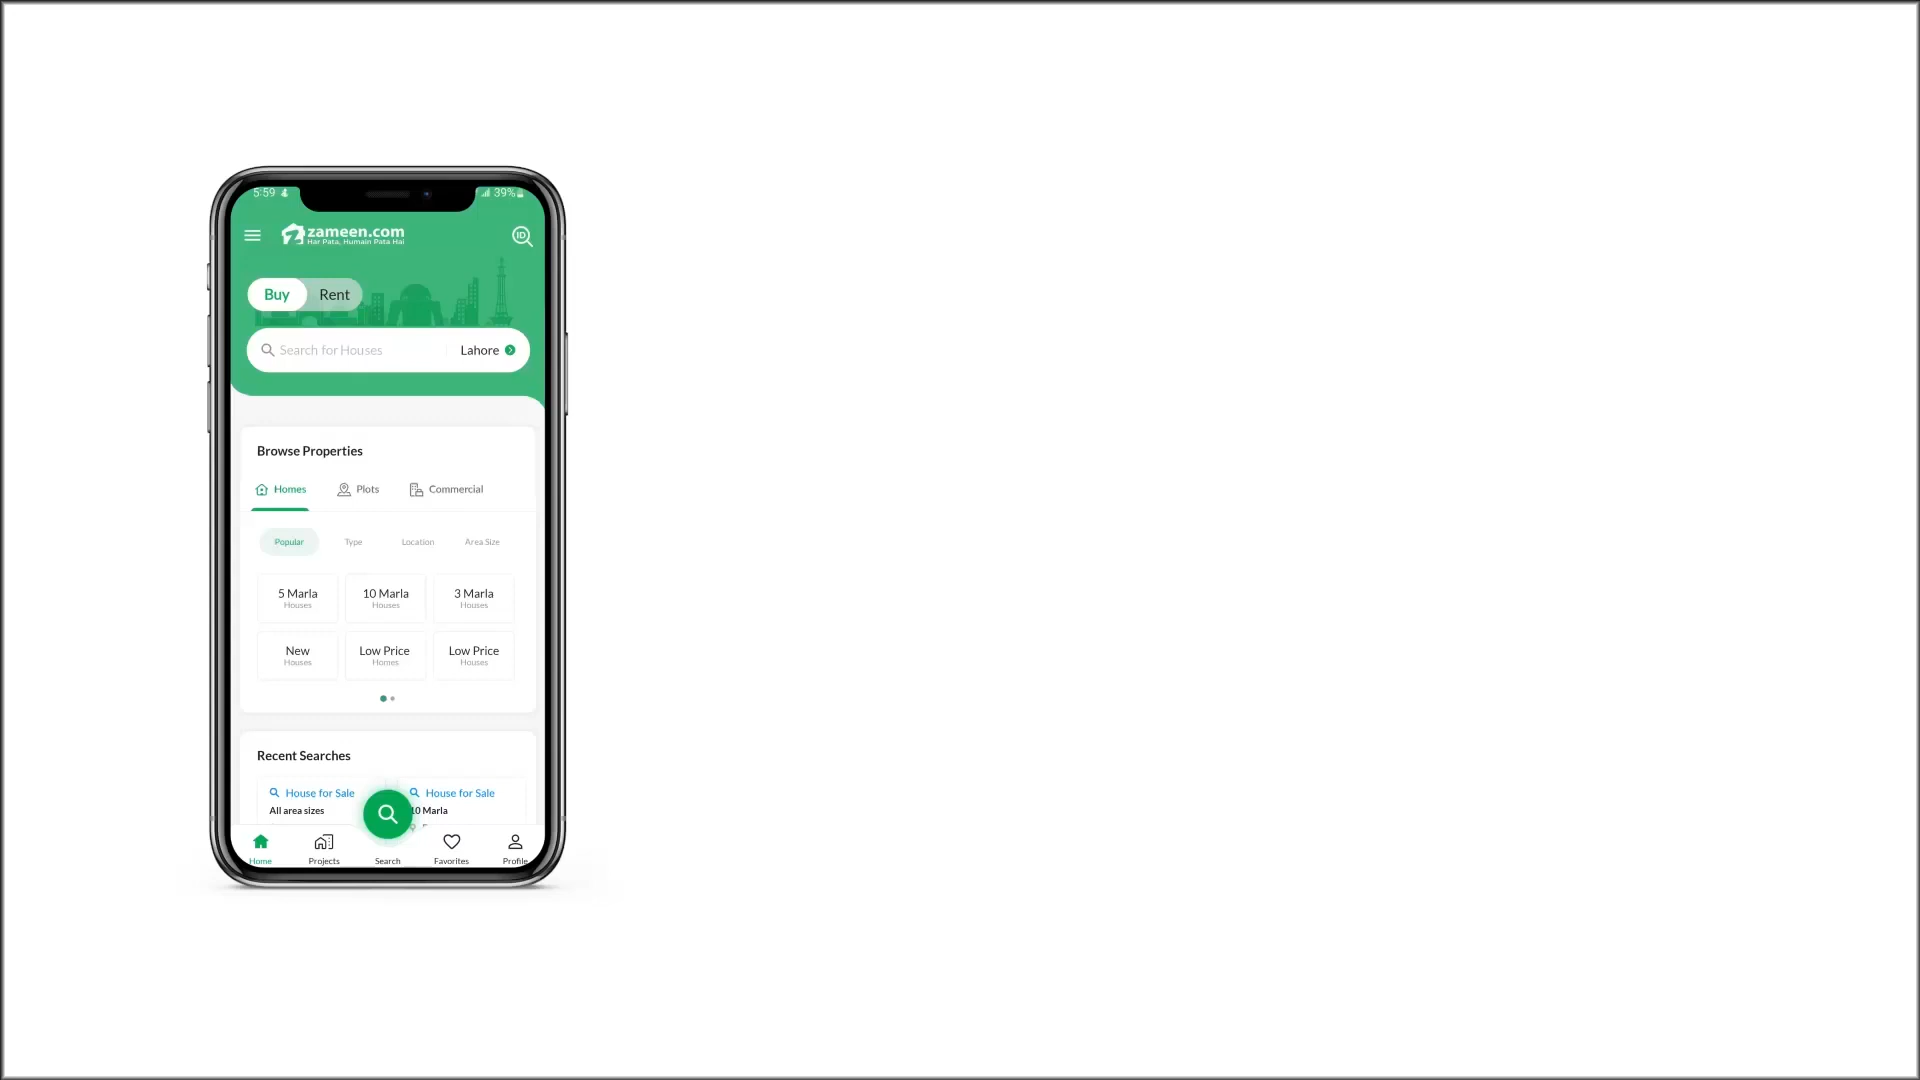 5:59
39%
zameen.com
Har Pata, Humain Pata Hai
ID
Buy Rent
Search for Houses Lahore
Browse Properties
Homes Plots Commercial
Popular Type Location Area Size
5 Marla 10 Marla 3 Marla
Houses Houses Houses
New Low Price Low Price
Houses Homes Houses
Recent Searches
House for Sale House for Sale
All area sizes 10 Marla
Home Projects Search Favorites Profile